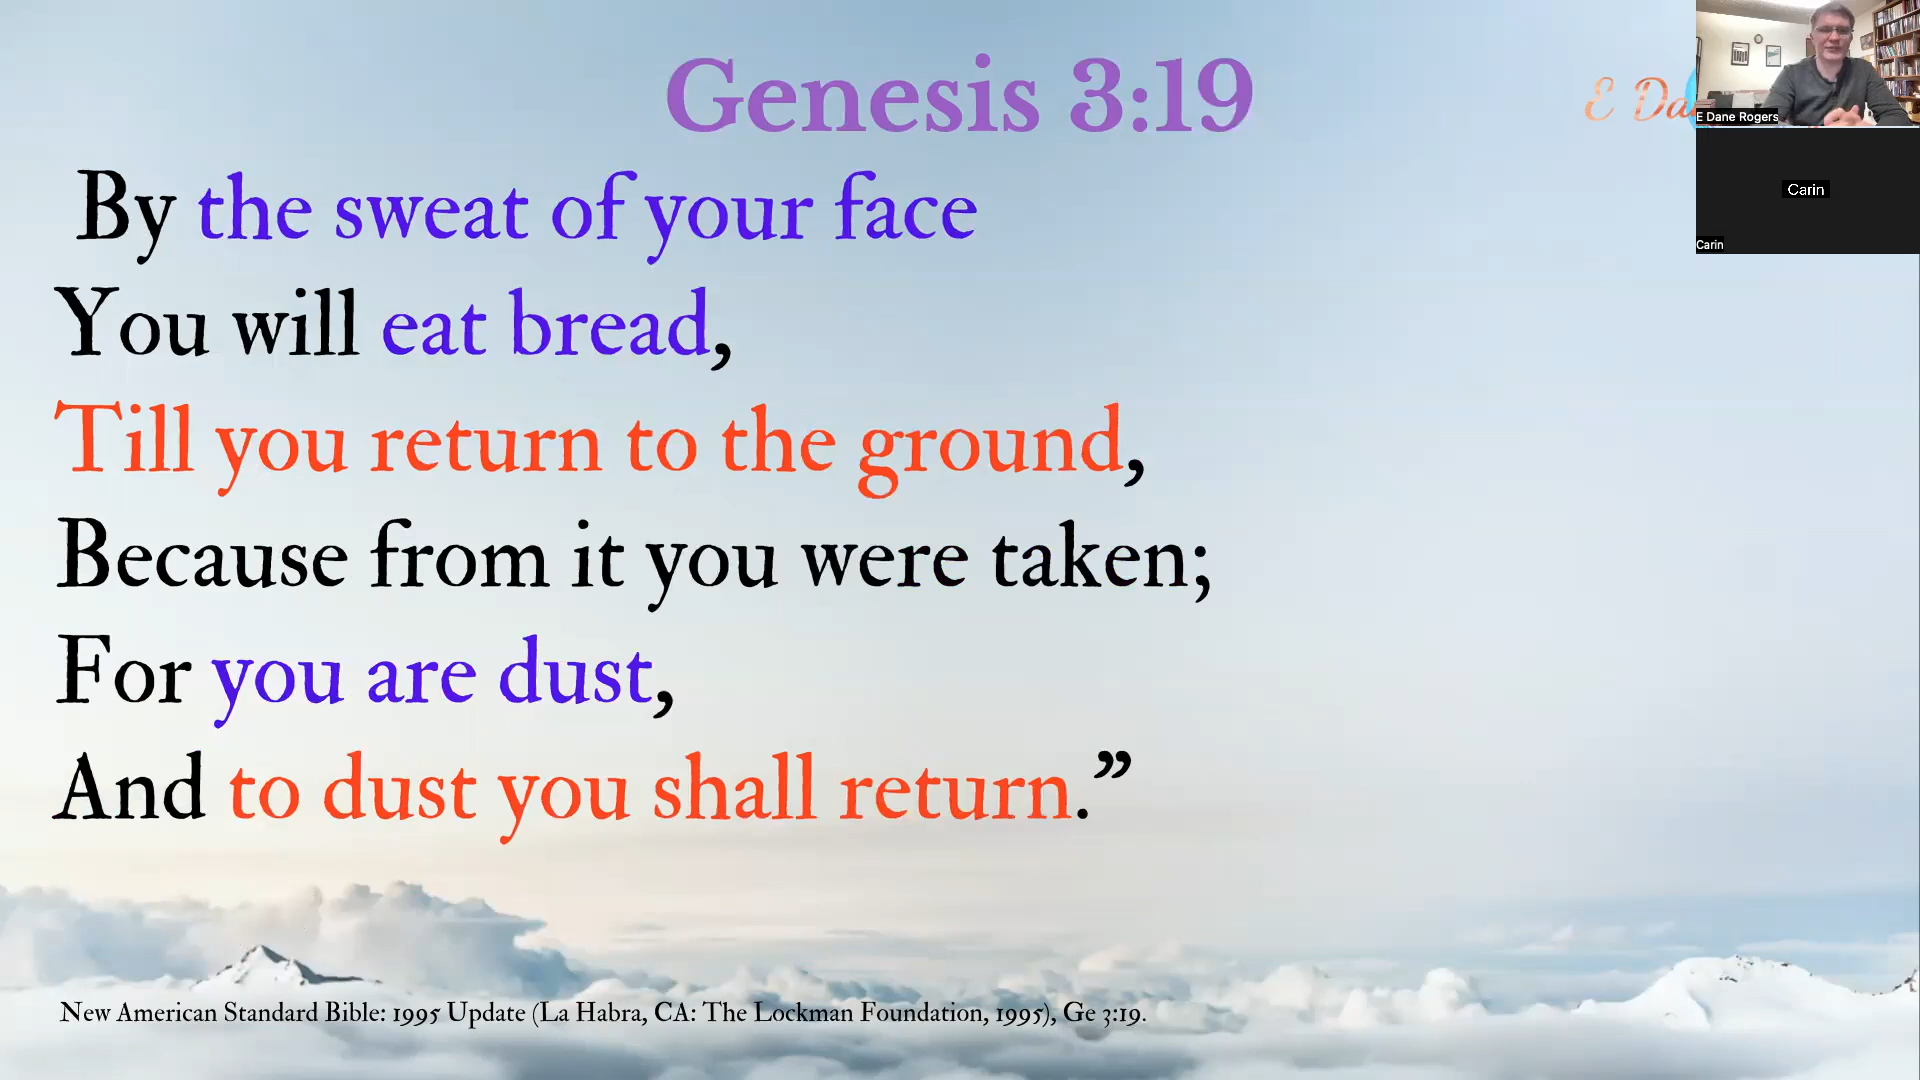 Genesis 3:19
E Da
E Dane Rogers
Carin
Carin
By the sweat of your face
You will eat bread,
Till you return to the ground,
Because from it you were taken;
For you are dust,
And to dust you shall return.”
New American Standard Bible: 1995 Update (La Habra, CA: The Lockman Foundation, 1995), Ge 3:19.